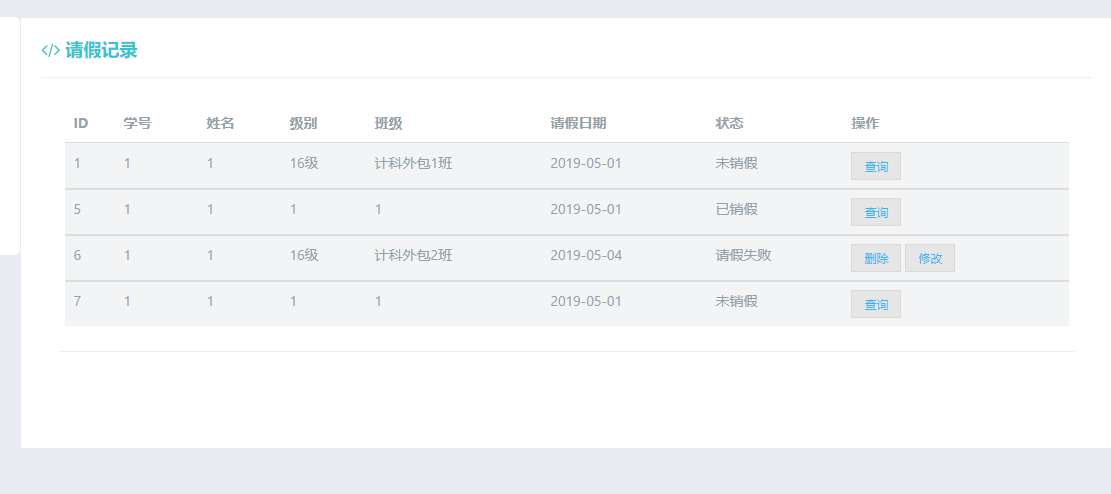 </> 请假记录
ID 学号 姓名 级别 班级 请假日期 状态 操作
1 1 1 16级 计科外包1班 2019-05-01 未销假 查询
5 1 1 1 1 2019-05-01 已销假 查询
6 1 1 16级 计科外包2班 2019-05-04 请假失败 删除 修改
7 1 1 1 1 2019-05-01 未销假 查询